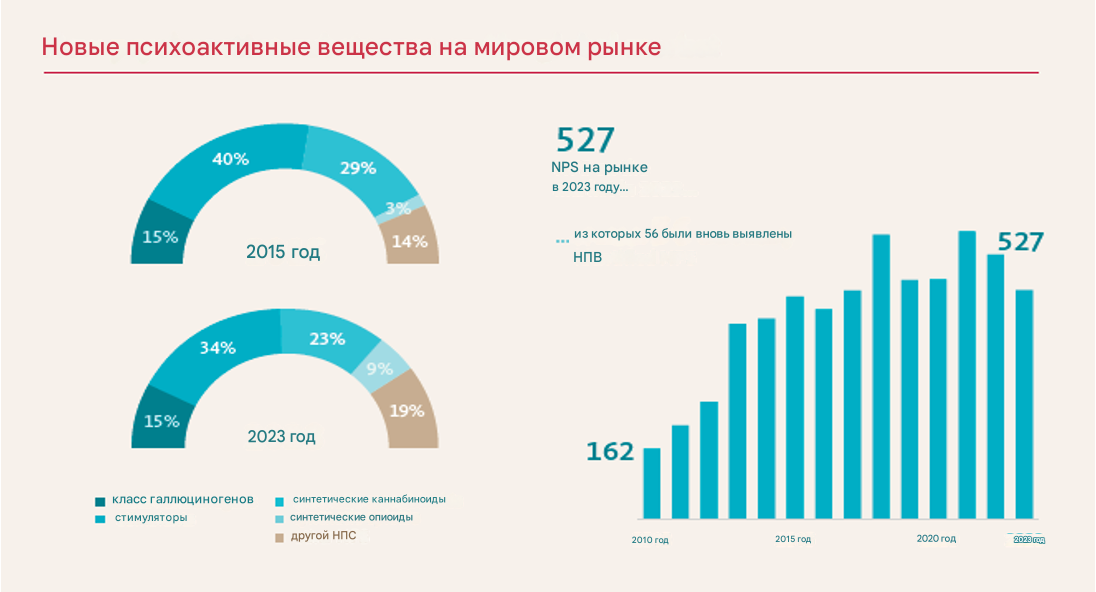 Новые психоактивные вещества на мировом рынке
40%
29%
3%
15%
14%
2015 год
34%
23%
9%
15%
19%
2023 год
класс галлюциногенов
стимуляторы
синтетические каннабиноиды
синтетические опиоиды
другой НПС
527
NPS на рынке
в 2023 году...
... из которых 56 были вновь выявлены
НПВ
527
162
2010 год
2015 год
2020 год
2023 год